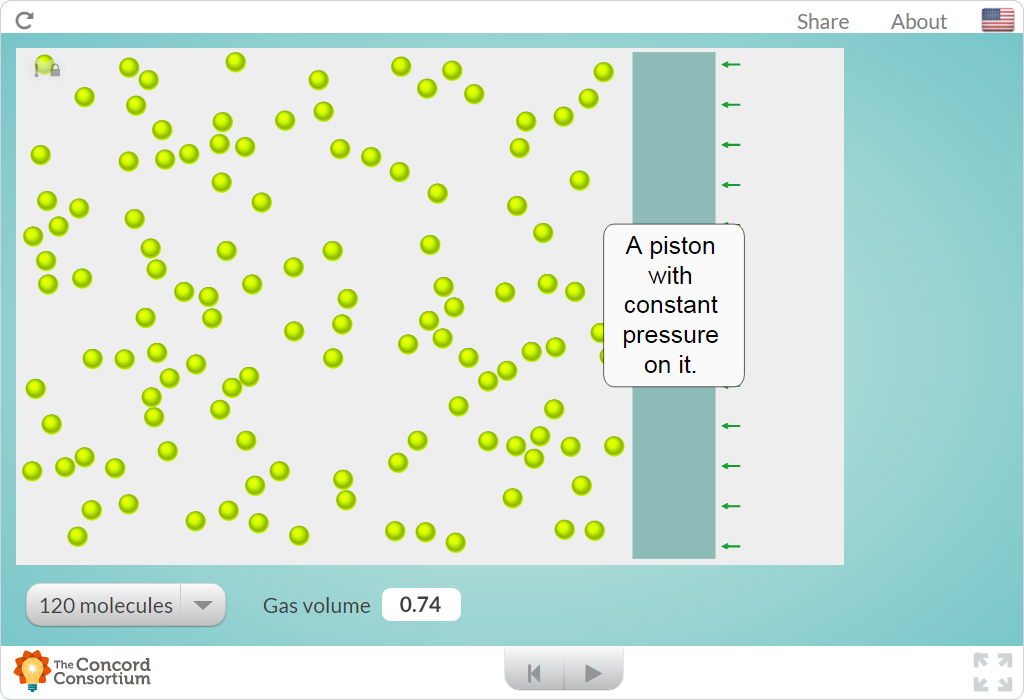 Share About
A piston
with
constant
pressure
on it.
120 molecules Gas volume 0.74
The Concord
Consortium